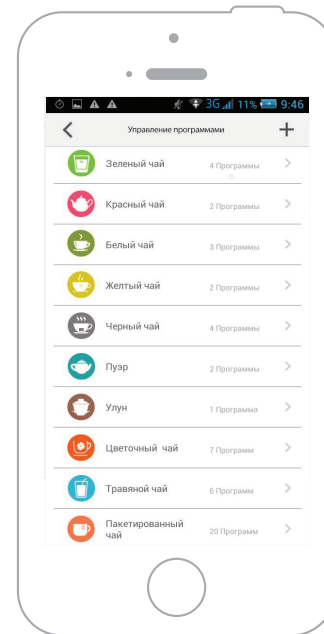 3G 11% 9:46
Управление программами
Зеленый чай 4 Программы
Красный чай 2 Программы
Белый чай 3 Программы
Желтый чай 2 Программы
Черный чай 4 Программы
Пуэр 2 Программы
Улун 1 Программа
Цветочный чай 7 Программ
Травяной чай 6 Программ
Пакетированный
чай 20 Программ